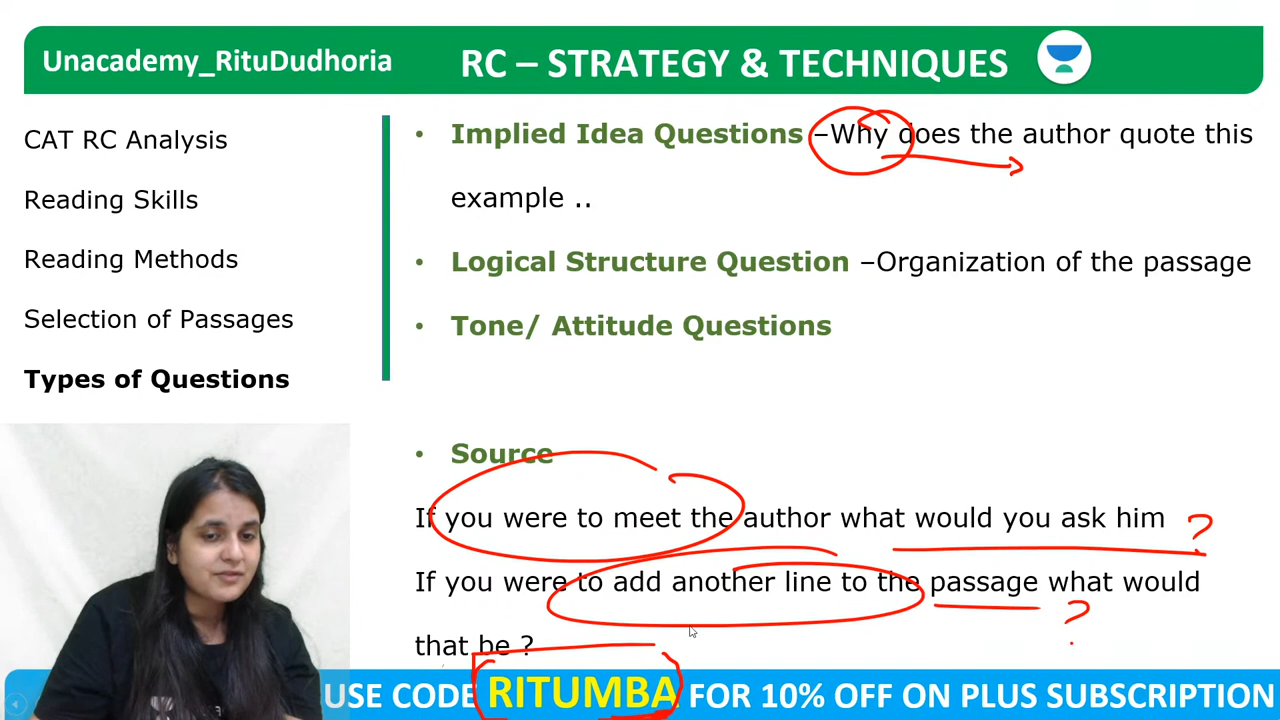 Unacademy_RituDudhoria
RC – STRATEGY & TECHNIQUES
CAT RC Analysis
Reading Skills
Reading Methods
Selection of Passages
Types of Questions
• Implied Idea Questions –Why does the author quote this
example ..
• Logical Structure Question –Organization of the passage
• Tone/ Attitude Questions
• Source
If you were to meet the author what would you ask him ?
If you were to add another line to the passage what would ?
that be ?
USE CODE RITUMBA FOR 10% OFF ON PLUS SUBSCRIPTION